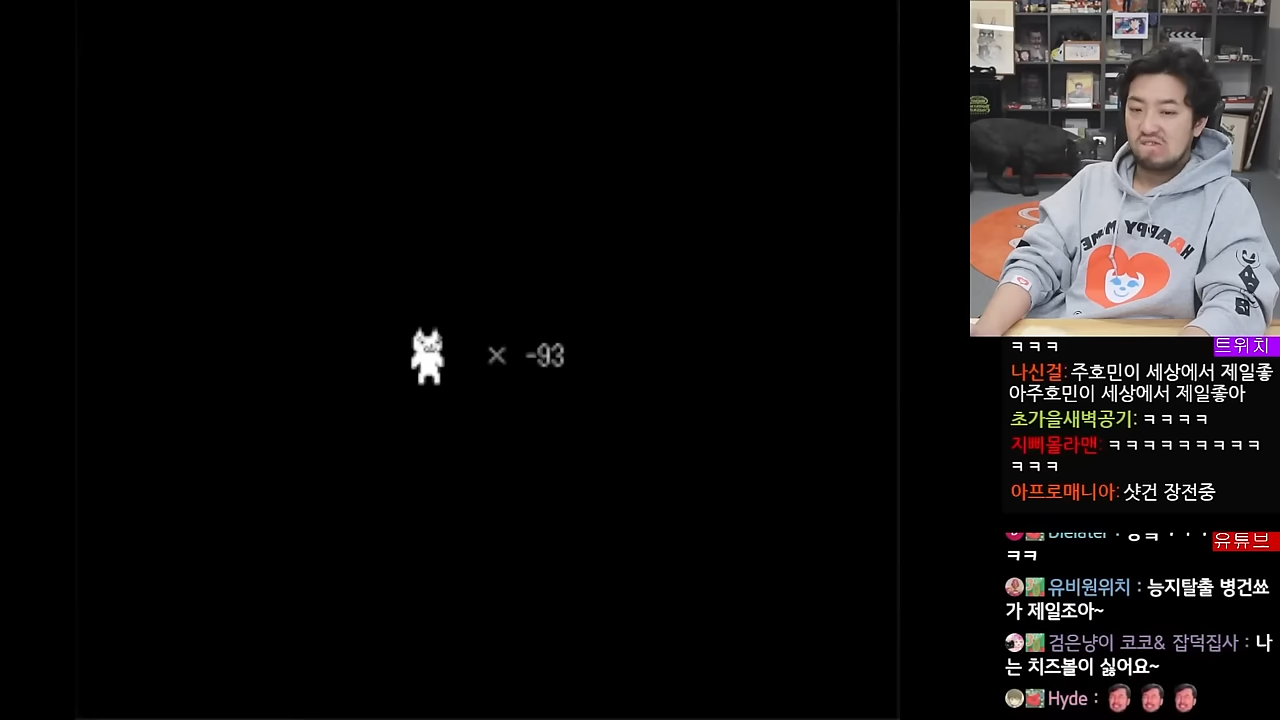 × -93
HAAPPY MME
ㅋㅋㅋ
트위치
나신걸: 주호민이 세상에서 제일좋
아주호민이 세상에서 제일좋아
초가을새벽공기: ㅋㅋㅋㅋ
지삐몰라맨: ㅋㅋㅋㅋㅋㅋㅋㅋㅋ
ㅋㅋㅋ
아프로매니아: 샷건 장전중
유튜브
ㅋㅋ
유비원위치 : 능지탈출 병건쑈
가 제일조아~
검은냥이 코코& 잡덕집사 : 나
는 치즈볼이 싫어요~
Hyde :